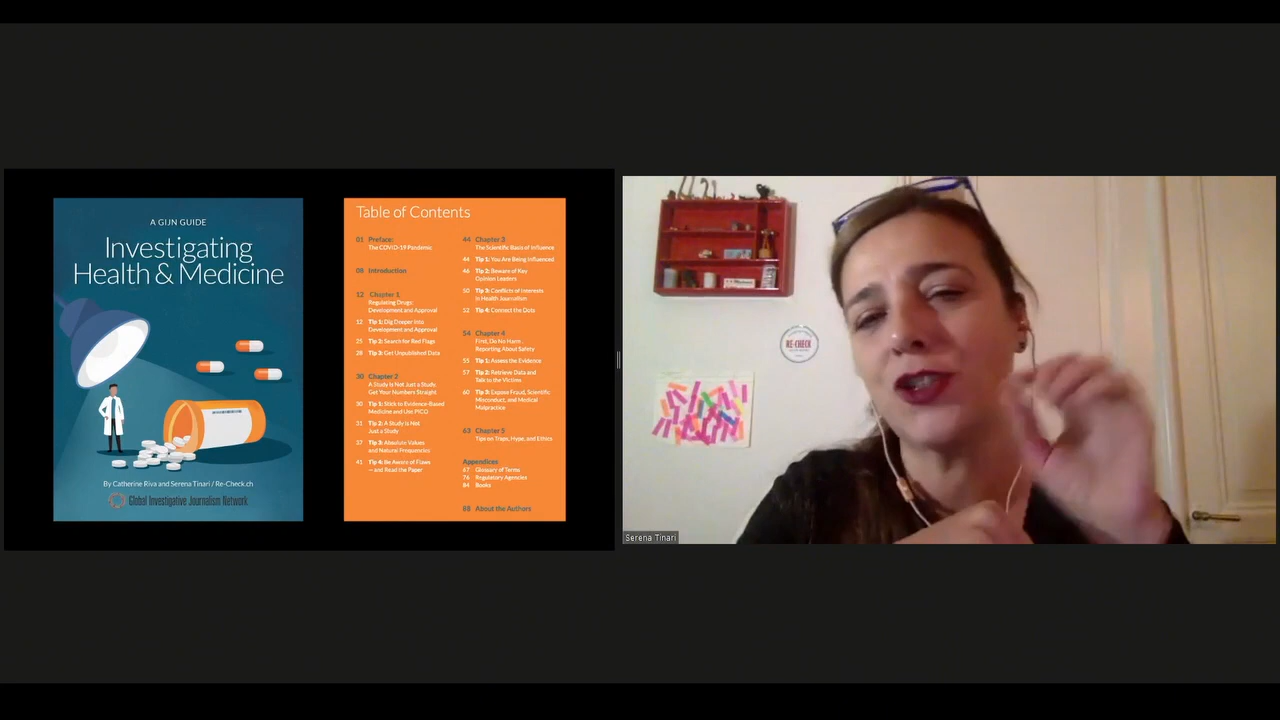 A GIJN GUIDE
Investigating
Health & Medicine
By Catherine Riva and Serena Tinari / Re-Check.ch
Global Investigative Journalism Network
Table of Contents
01 Preface:
The COVID-19 Pandemic
08 Introduction
12 Chapter 1
Regulating Drugs:
Development and Approval
12 Tip 1: Dig Deeper into
Development and Approval
25 Tip 2: Search for Red Flags
28 Tip 3: Get Unpublished Data
30 Chapter 2
A Study Is Not Just a Study,
Get Your Numbers Straight
30 Tip 1: Stick to Evidence-Based
Medicine and Use PICO
31 Tip 2: A Study Is Not
Just a Study
37 Tip 3: Absolute Values
and Natural Frequencies
41 Tip 4: Be Aware of Flaws
— and Read the Paper
44 Chapter 3
The Scientific Basis of Influence
44 Tip 1: You Are Being Influenced
46 Tip 2: Beware of Key
Opinion Leaders
50 Tip 3: Conflicts of Interests
in Health Journalism
52 Tip 4: Connect the Dots
54 Chapter 4
First, Do No Harm.
Reporting About Safety
55 Tip 1: Assess the Evidence
57 Tip 2: Retrieve Data and
Talk to the Victims
60 Tip 3: Expose Fraud, Scientific
Misconduct, and Medical
Malpractice
63 Chapter 5
Tips on Traps, Hype, and Ethics
Appendices
67 Glossary of Terms
76 Regulatory Agencies
84 Books
88 About the Authors
RE-CHECK
Serena Tinari